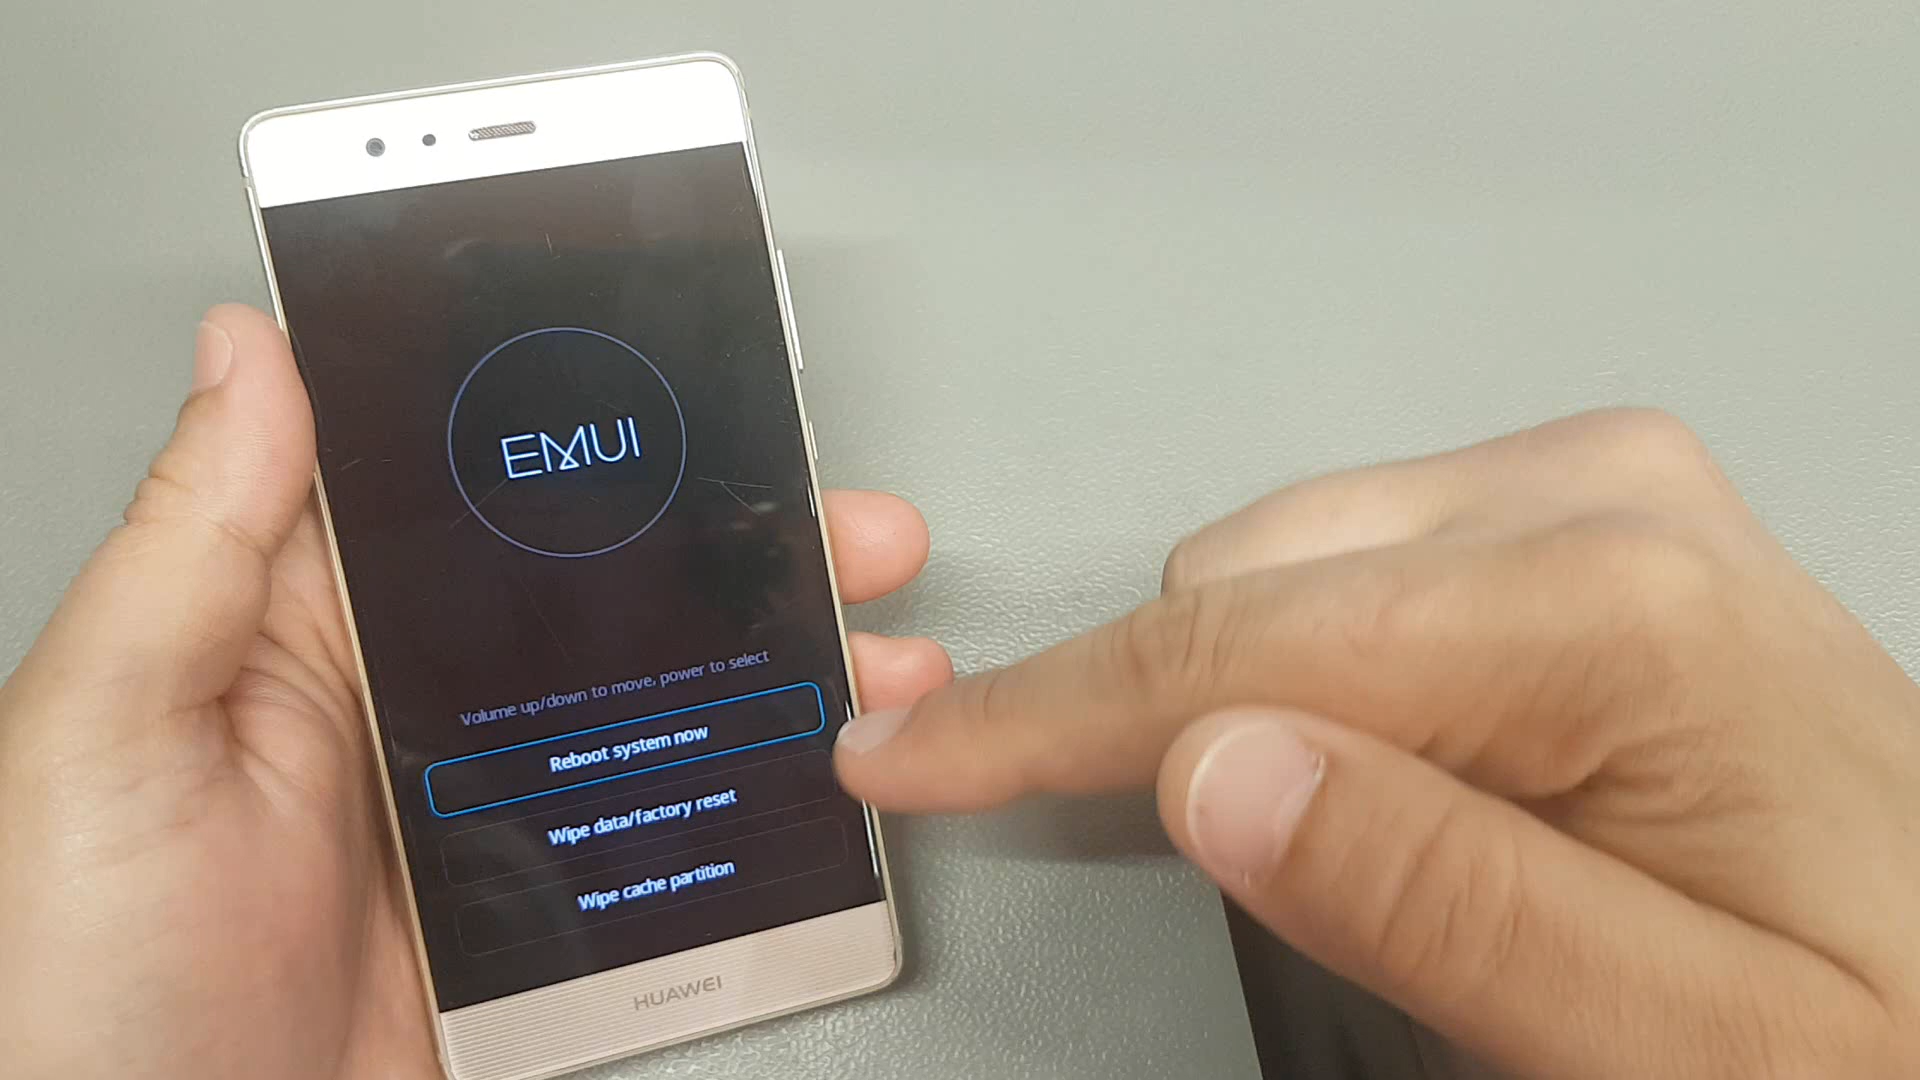 EMUI
Volume up/down to move, power to select
Reboot system now
Wipe data/factory reset
Wipe cache partition
HUAWEI